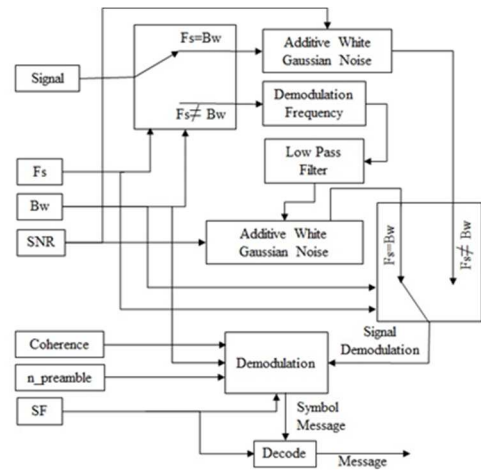 Fs=Bw
Additive White
Gaussian Noise
Signal
Demodulation
Frequency
Fs≠ Bw
Low Pass
Filter
Fs
Bw
SNR
Additive White
Gaussian Noise
Fs=Bw
Fs≠ Bw
Signal
Demodulation
Coherence
Demodulation
n_preamble
SF
Symbol
Message
Decode
Message